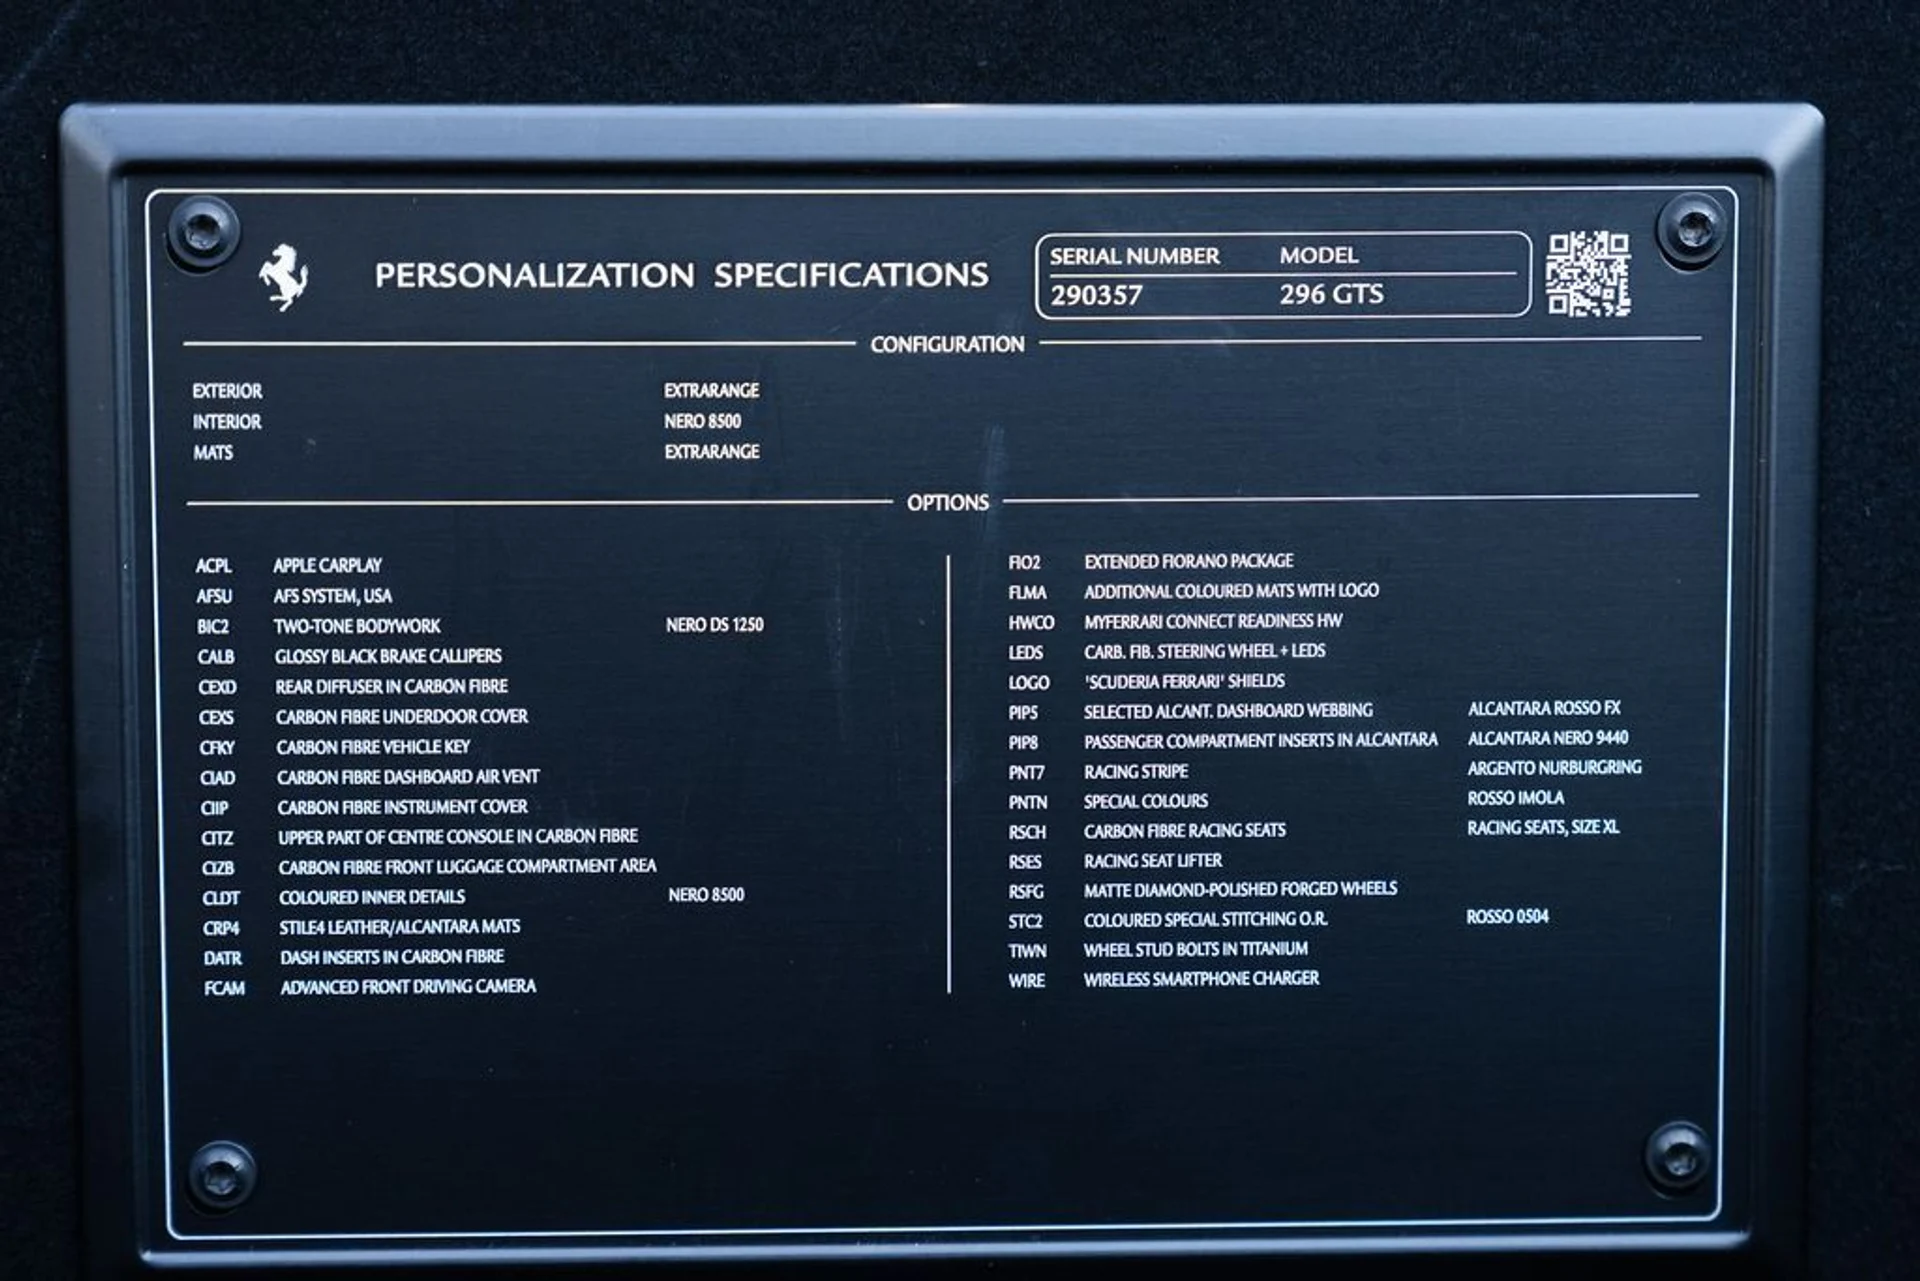 PERSONALIZATION SPECIFICATIONS
SERIAL NUMBER MODEL
290357 296 GTS
CONFIGURATION
EXTERIOR EXTRARANGE
INTERIOR NERO 8500
MATS EXTRARANGE
OPTIONS
ACPL APPLE CARPLAY
AFSU AFS SYSTEM, USA
BIC2 TWO-TONE BODYWORK NERO DS 1250
CALB GLOSSY BLACK BRAKE CALLIPERS
CEXD REAR DIFFUSER IN CARBON FIBRE
CEXS CARBON FIBRE UNDERDOOR COVER
CFKY CARBON FIBRE VEHICLE KEY
CIAD CARBON FIBRE DASHBOARD AIR VENT
CIIP CARBON FIBRE INSTRUMENT COVER
CITZ UPPER PART OF CENTRE CONSOLE IN CARBON FIBRE
CIZB CARBON FIBRE FRONT LUGGAGE COMPARTMENT AREA
CLDT COLOURED INNER DETAILS NERO 8500
CRP4 STILE4 LEATHER/ALCANTARA MATS
DATR DASH INSERTS IN CARBON FIBRE
FCAM ADVANCED FRONT DRIVING CAMERA
FIO2 EXTENDED FIORANO PACKAGE
FLMA ADDITIONAL COLOURED MATS WITH LOGO
HWCO MYFERRARI CONNECT READINESS HW
LEDS CARB. FIB. STEERING WHEEL + LEDS
LOGO 'SCUDERIA FERRARI' SHIELDS
PIP5 SELECTED ALCANT. DASHBOARD WEBBING ALCANTARA ROSSO FX
PIP8 PASSENGER COMPARTMENT INSERTS IN ALCANTARA ALCANTARA NERO 9440
PNT7 RACING STRIPE ARGENTO NURBURGRING
PNTN SPECIAL COLOURS ROSSO IMOLA
RSCH CARBON FIBRE RACING SEATS RACING SEATS, SIZE XL
RSES RACING SEAT LIFTER
RSFG MATTE DIAMOND-POLISHED FORGED WHEELS
STC2 COLOURED SPECIAL STITCHING O.R. ROSSO 0504
TIWN WHEEL STUD BOLTS IN TITANIUM
WIRE WIRELESS SMARTPHONE CHARGER